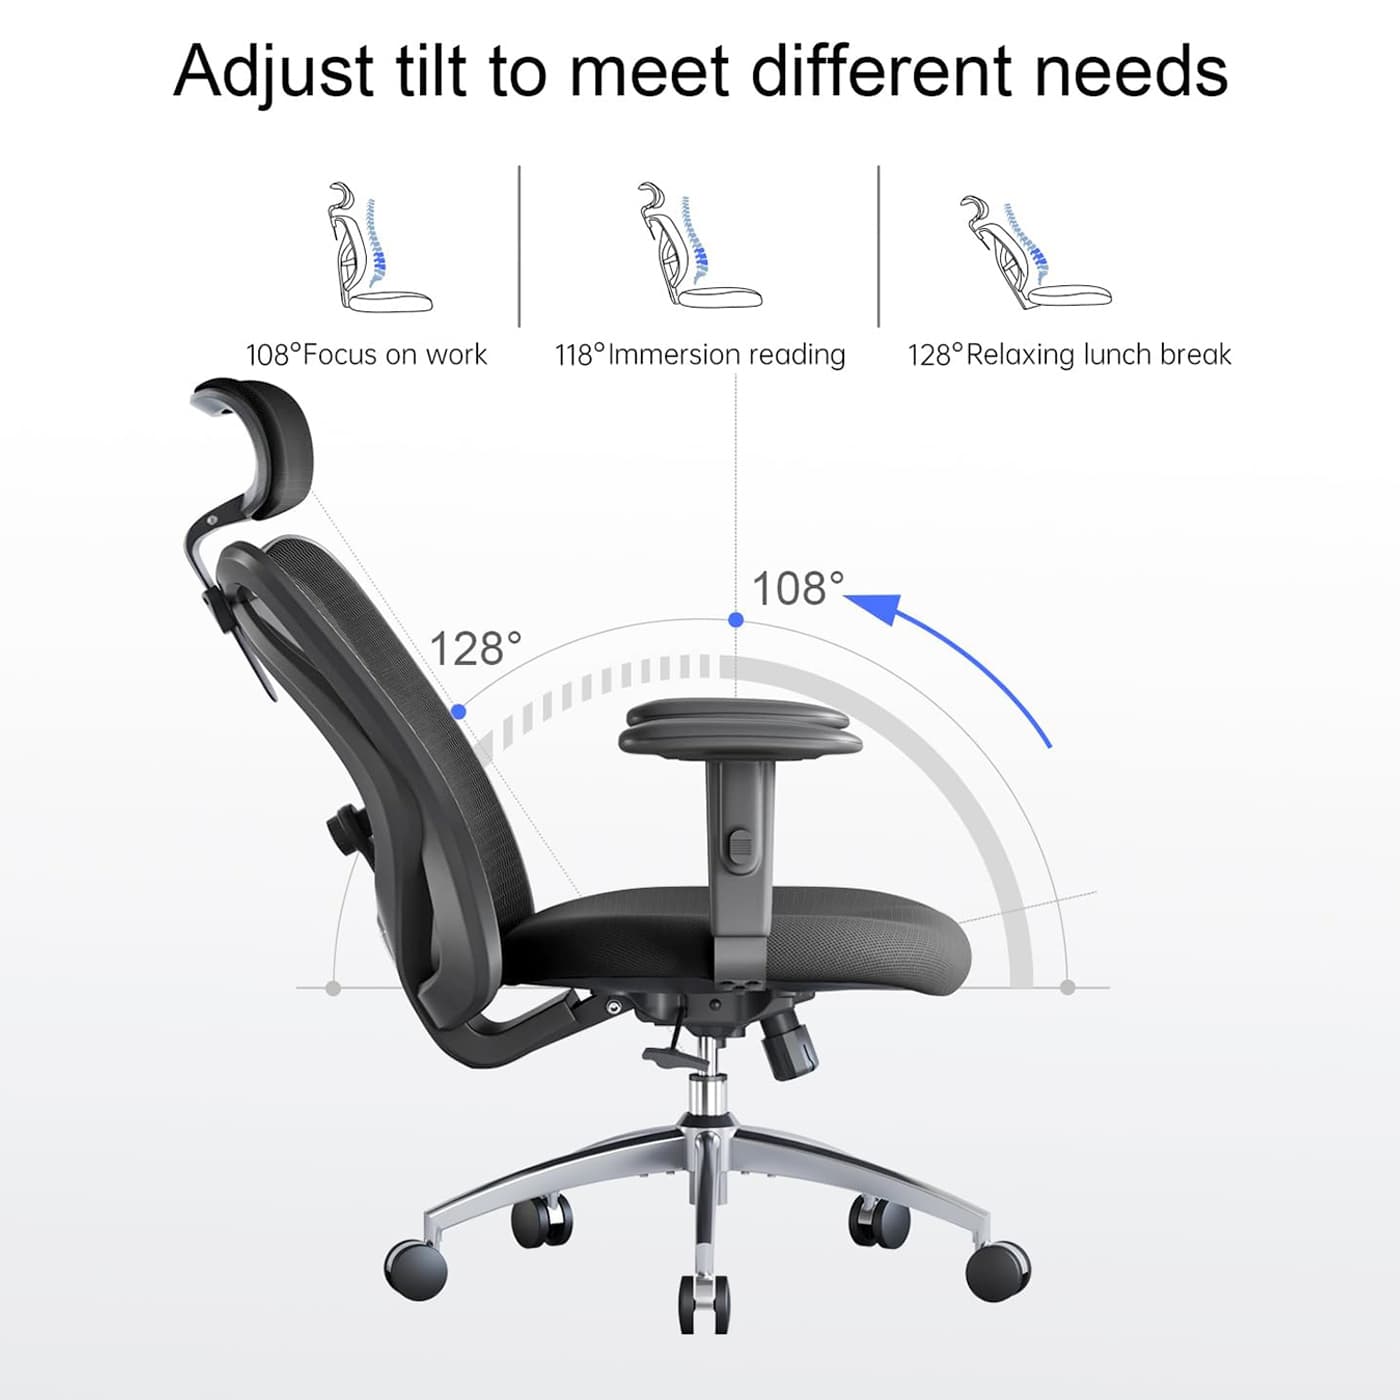 Adjust tilt to meet different needs
108°Focus on work
118°Immersion reading
128°Relaxing lunch break
108°
128°